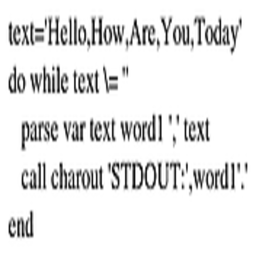 text='Hello,How,Are,You,Today'
do while text \= ''
parse var text word1 ',' text
call charout 'STDOUT:',word1'.'
end